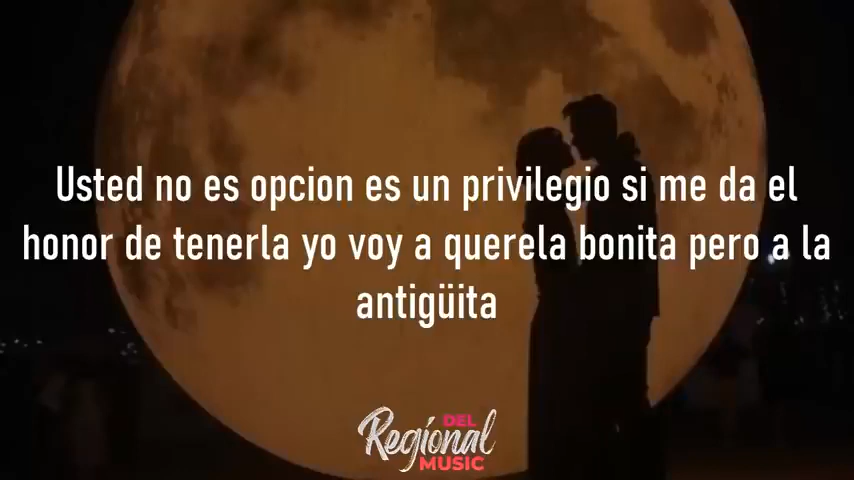 Usted no es opcion es un privilegio si me da el
honor de tenerla yo voy a querela bonita pero a la
antigüita
DEL
Regional
MUSIC